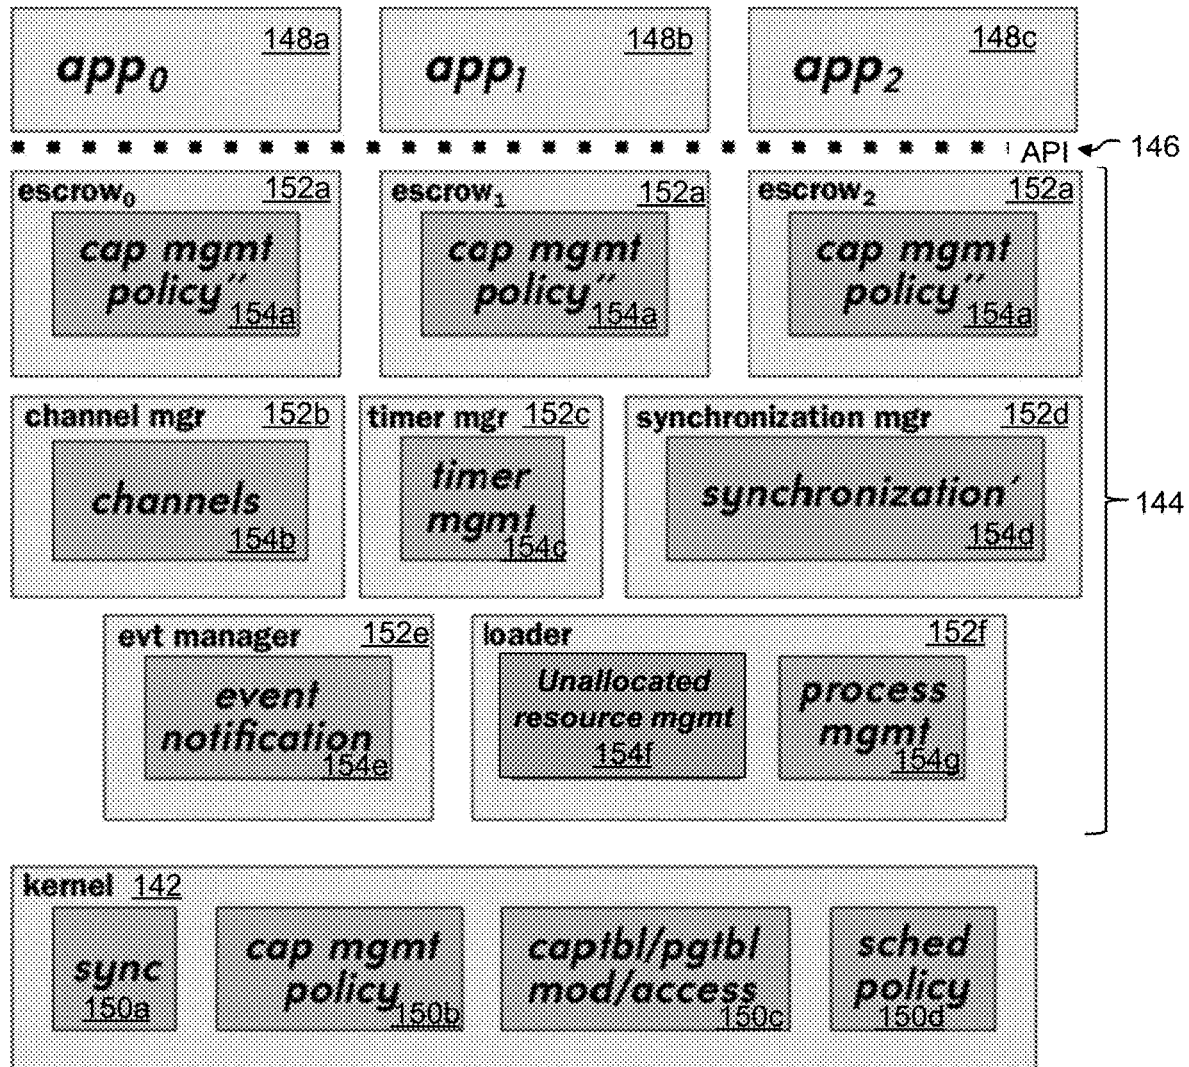 148a 148b 148c
app0 app1 app2
API 146
escrow0 152a escrow1 152a escrow2 152a
cap mgmt cap mgmt cap mgmt
policy″ policy″ policy″
154a 154a 154a
channel mgr 152b timer mgr 152c synchronization mgr 152d
timer
channels synchronization′
mgmt
154b 154c 154d
144
evt manager 152e loader 152f
event Unallocated process
notification resource mgmt mgmt
154e 154f 154g
kernel 142
sync cap mgmt captbl/pgtbl sched
policy mod/access policy
150a 150b 150c 150d